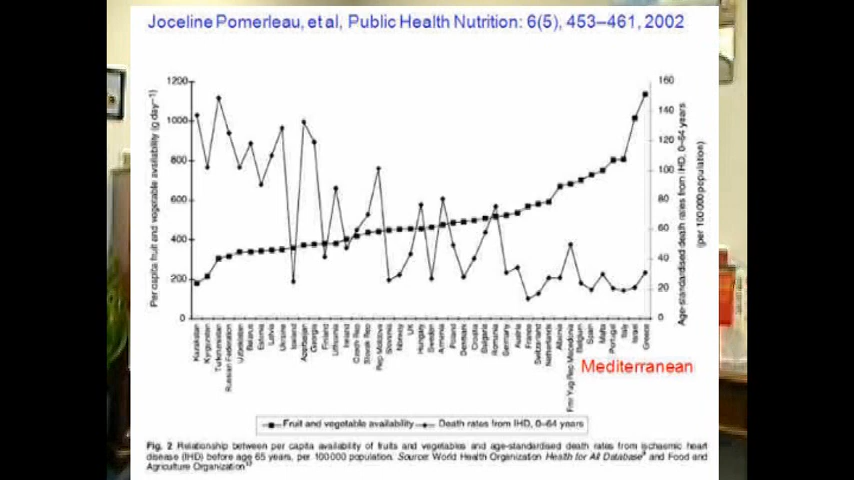 Joceline Pomerleau, et al, Public Health Nutrition: 6(5), 453–461, 2002
1200
1000
800
600
400
200
0
Per capita fruit and vegetable availability (g day−1)
160
140
120
100
80
60
40
20
0
Age-standardised death rates from IHD, 0–64 years
(per 100 000 population)
Kazakstan
Kyrgyzstan
Turkmenistan
Russian Federation
Uzbekistan
Belarus
Estonia
Latvia
Ukraine
Iceland
Azerbaijan
Georgia
Finland
Lithuania
Ireland
Czech Rep
Slovak Rep
Rep Moldova
Slovenia
Norway
UK
Hungary
Sweden
Armenia
Poland
Denmark
Croatia
Bulgaria
Romania
Germany
Austria
France
Switzerland
Netherlands
Albania
Fmr Yug Rep Macedonia
Belgium
Spain
Malta
Portugal
Italy
Israel
Greece
Mediterranean
Fruit and vegetable availability
Death rates from IHD, 0–64 years
Fig. 2 Relationship between per capita availability of fruits and vegetables and age-standardised death rates from ischaemic heart
disease (IHD) before age 65 years, per 100 000 population. Source: World Health Organization Health for All Database and Food and
Agriculture Organization